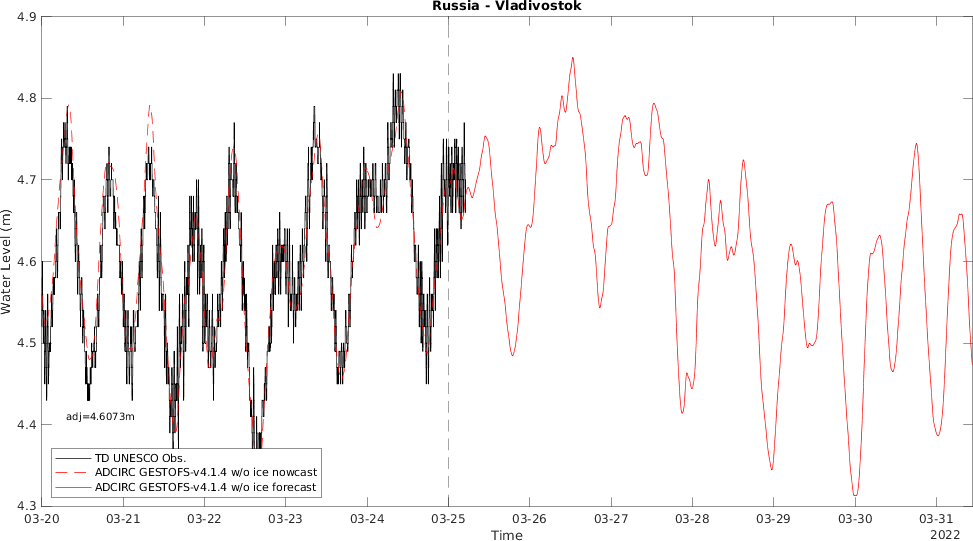 Russia - Vladivostok
Water Level (m)
4.9
4.8
4.7
4.6
4.5
4.4
4.3
adj=4.6073m
TD UNESCO Obs.
ADCIRC GESTOFS-v4.1.4 w/o ice nowcast
ADCIRC GESTOFS-v4.1.4 w/o ice forecast
03-20 03-21 03-22 03-23 03-24 03-25 03-26 03-27 03-28 03-29 03-30 03-31
2022
Time